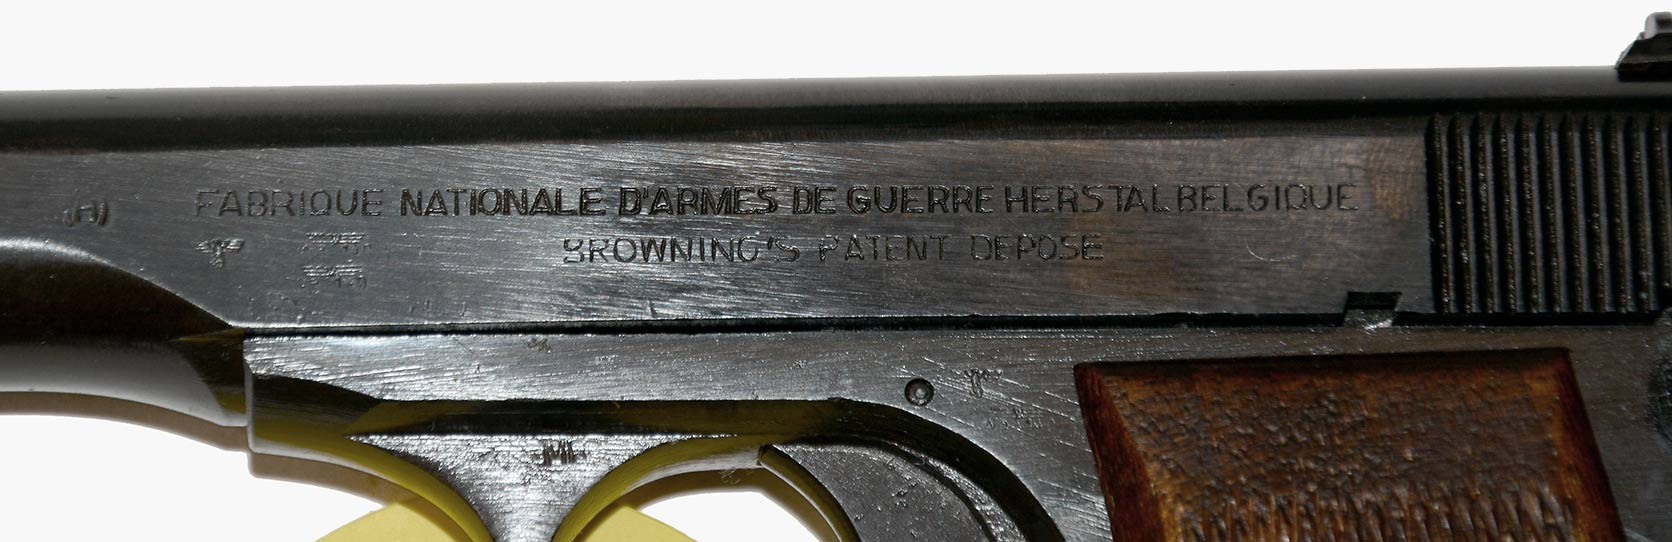 FABRIQUE NATIONALE D'ARMES DE GUERRE HERSTAL BELGIQUE
(H)
BROWNING'S PATENT DEPOSE